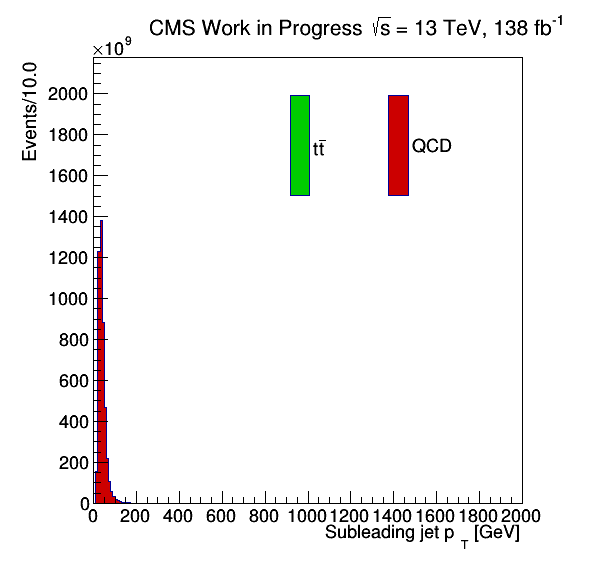 CMS Work in Progress √s = 13 TeV, 138 fb⁻¹
×10⁹
Events/10.0
2000
1800
1600
1400
1200
1000
800
600
400
200
0
tt̅
QCD
0 200 400 600 800 1000 1200 1400 1600 1800 2000
Subleading jet p_T [GeV]